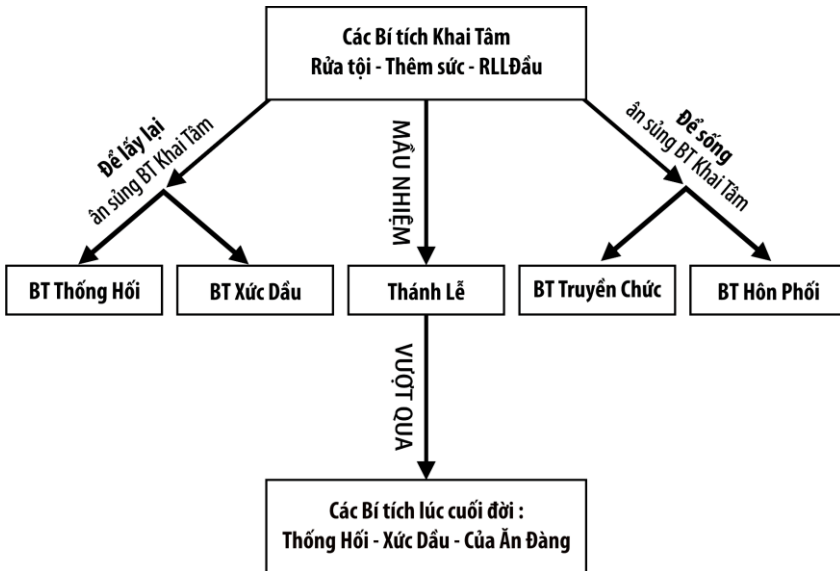 Các Bí tích Khai Tâm
Rửa tội - Thêm sức - RLLĐầu
Để lấy lại
ân sủng BT Khai Tâm
MẦU NHIỆM
Để sống
ân sủng BT Khai Tâm
BT Thống Hối
BT Xức Dầu
Thánh Lễ
BT Truyền Chức
BT Hôn Phối
VƯỢT QUA
Các Bí tích lúc cuối đời :
Thống Hối - Xức Dầu - Của Ăn Đàng